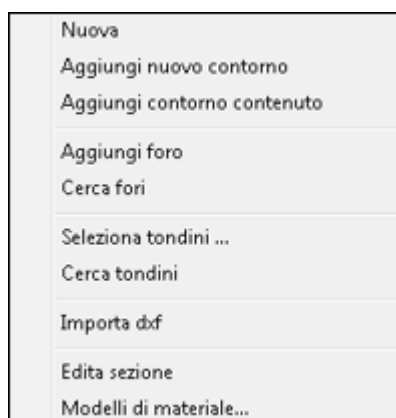 Nuova
Aggiungi nuovo contorno
Aggiungi contorno contenuto
Aggiungi foro
Cerca fori
Seleziona tondini ...
Cerca tondini
Importa dxf
Edita sezione
Modelli di materiale...